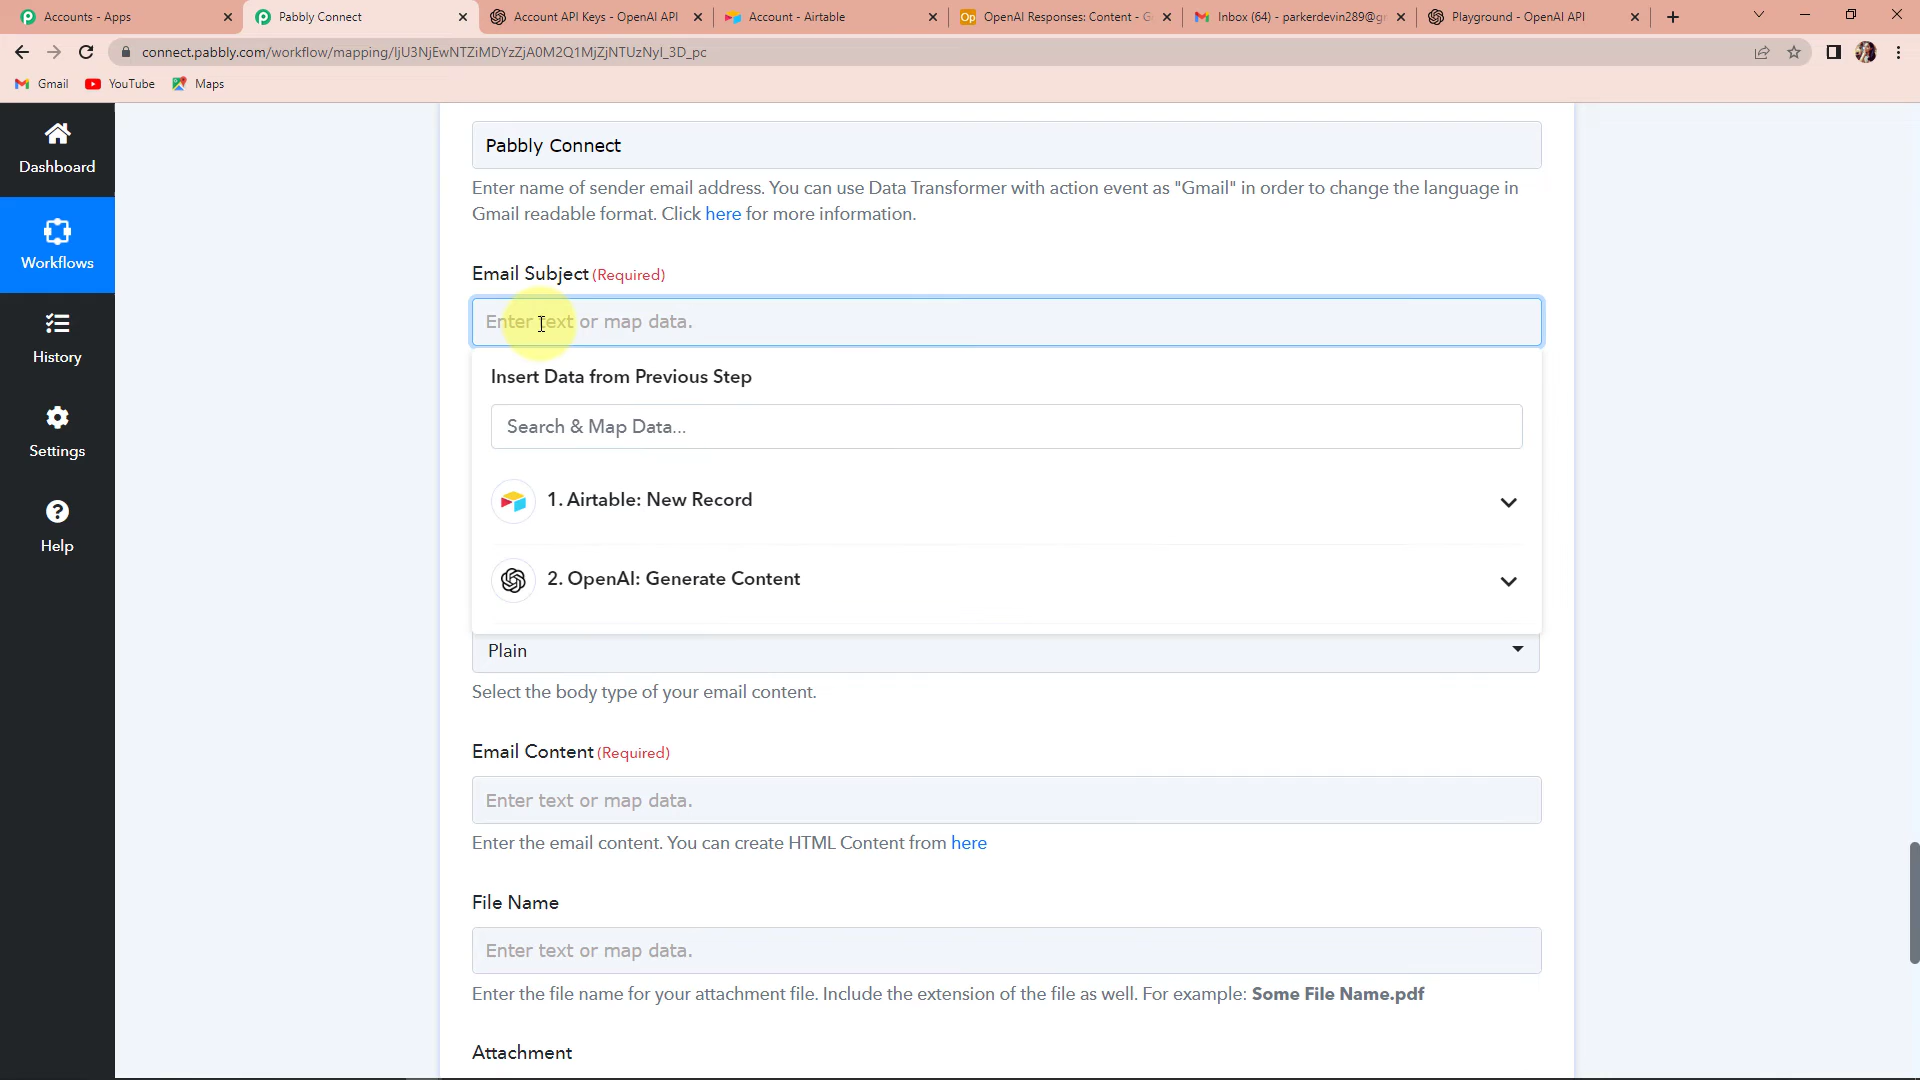 Accounts - Apps
Pabbly Connect
Account API Keys - OpenAI API
Account - Airtable
Op
OpenAI Responses: Content - G
Inbox (64) - parkerdevin289@gr
Playground - OpenAI API
connect.pabbly.com/workflow/mapping/IjU3NjEwNTZiMDYzZjA0M2Q1MjZjNTUzNyI_3D_pc
Gmail
YouTube
Maps
Dashboard
Workflows
History
Settings
Help
Pabbly Connect
Enter name of sender email address. You can use Data Transformer with action event as "Gmail" in order to change the language in
Gmail readable format. Click here for more information.
Email Subject (Required)
Enter text or map data.
Insert Data from Previous Step
Search & Map Data...
1. Airtable: New Record
2. OpenAI: Generate Content
Plain
Select the body type of your email content.
Email Content (Required)
Enter text or map data.
Enter the email content. You can create HTML Content from here
File Name
Enter text or map data.
Enter the file name for your attachment file. Include the extension of the file as well. For example: Some File Name.pdf
Attachment